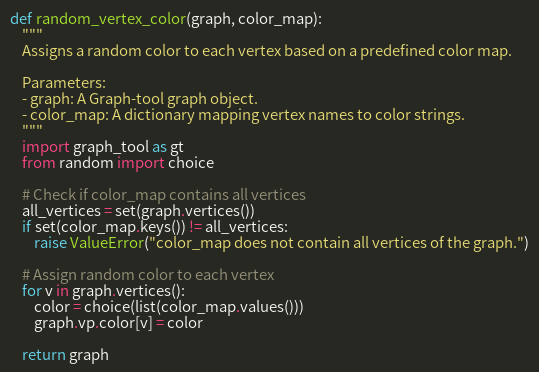 def random_vertex_color(graph, color_map):
    """
    Assigns a random color to each vertex based on a predefined color map.

    Parameters:
    - graph: A Graph-tool graph object.
    - color_map: A dictionary mapping vertex names to color strings.
    """
    import graph_tool as gt
    from random import choice

    # Check if color_map contains all vertices
    all_vertices = set(graph.vertices())
    if set(color_map.keys()) != all_vertices:
        raise ValueError("color_map does not contain all vertices of the graph.")

    # Assign random color to each vertex
    for v in graph.vertices():
        color = choice(list(color_map.values()))
        graph.vp.color[v] = color

    return graph